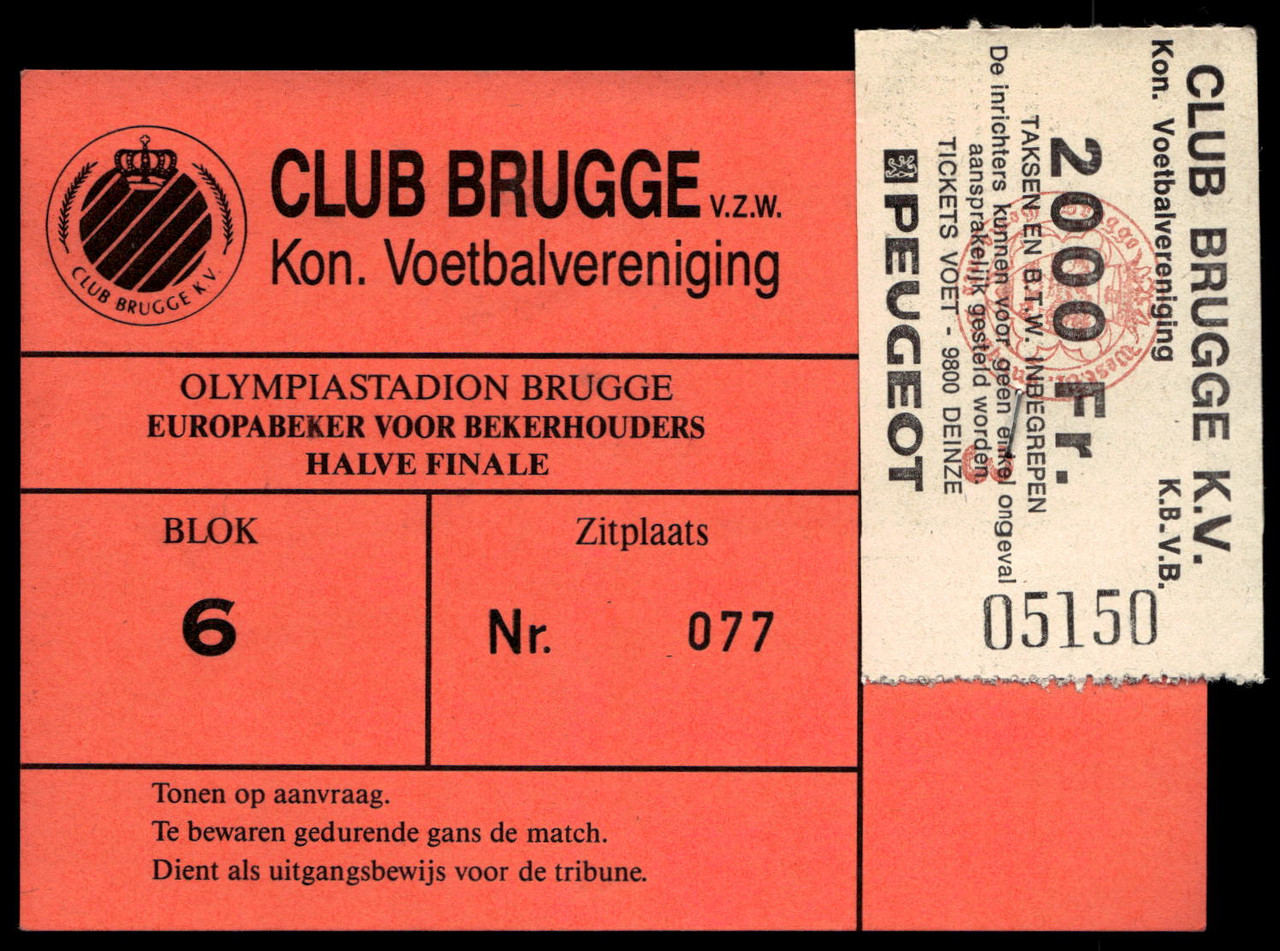 CLUB BRUGGE K.V.
CLUB BRUGGE v.z.w.
Kon. Voetbalvereniging
OLYMPIASTADION BRUGGE
EUROPABEKER VOOR BEKERHOUDERS
HALVE FINALE
BLOK
6
Zitplaats
Nr. 077
Tonen op aanvraag.
Te bewaren gedurende gans de match.
Dient als uitgangsbewijs voor de tribune.
CLUB BRUGGE K.V.
Kon. Voetbalvereniging K.B.V.B.
2000 Fr.
TAKSEN EN B.T.W. INBEGREPEN
De inrichters kunnen voor geen enkel ongeval
aansprakelijk gesteld worden.
TICKETS VOET - 9800 DEINZE
PEUGEOT
05150